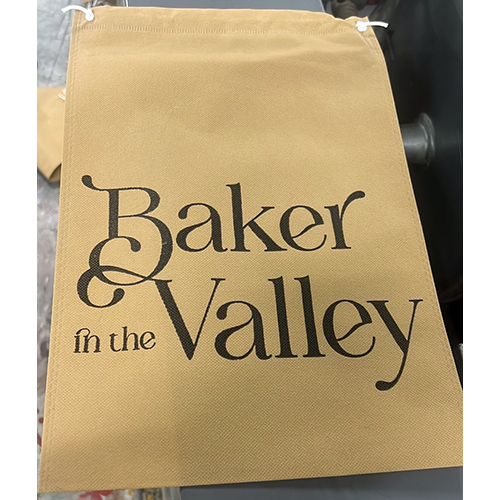 Baker
in the Valley